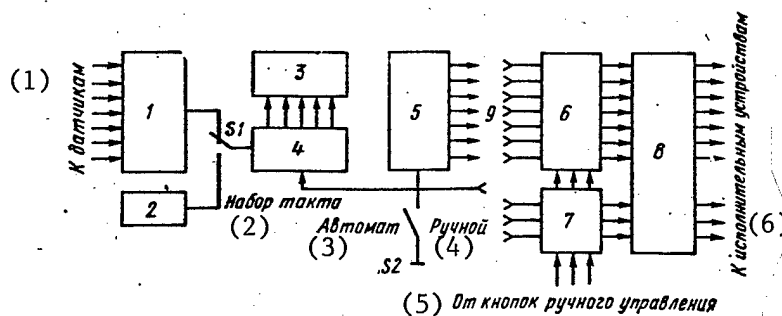 (1)
К датчикам
1
2
S1
3
4
Набор такта
(2)
5
Автомат
(3)
Ручной
(4)
S2
9
6
7
8
К исполнительным устройствам
(6)
(5) От кнопок ручного управления